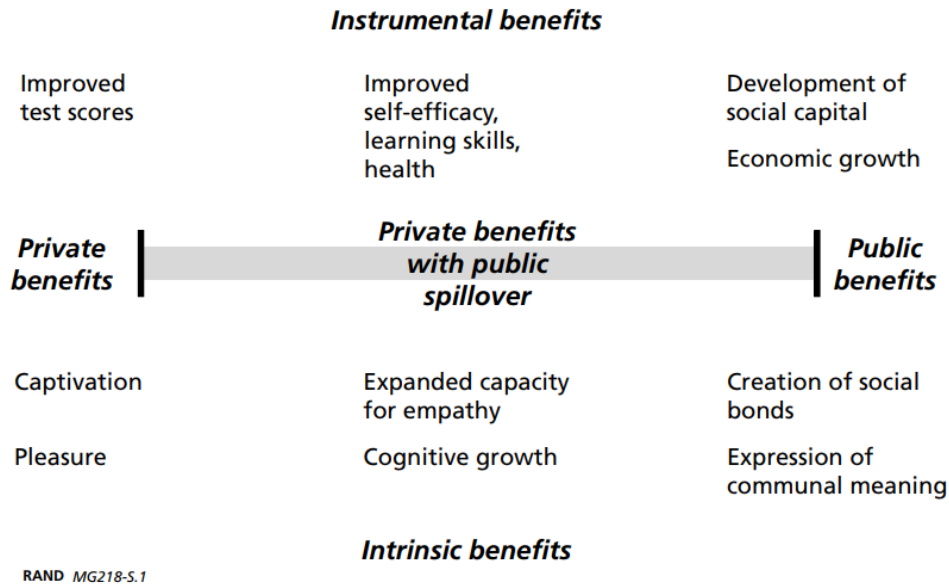 Instrumental benefits
Improved
test scores
Improved
self-efficacy,
learning skills,
health
Development of
social capital
Economic growth
Private
benefits
Private benefits
with public
spillover
Public
benefits
Captivation
Pleasure
Expanded capacity
for empathy
Cognitive growth
Creation of social
bonds
Expression of
communal meaning
Intrinsic benefits
RAND MG218-S.1